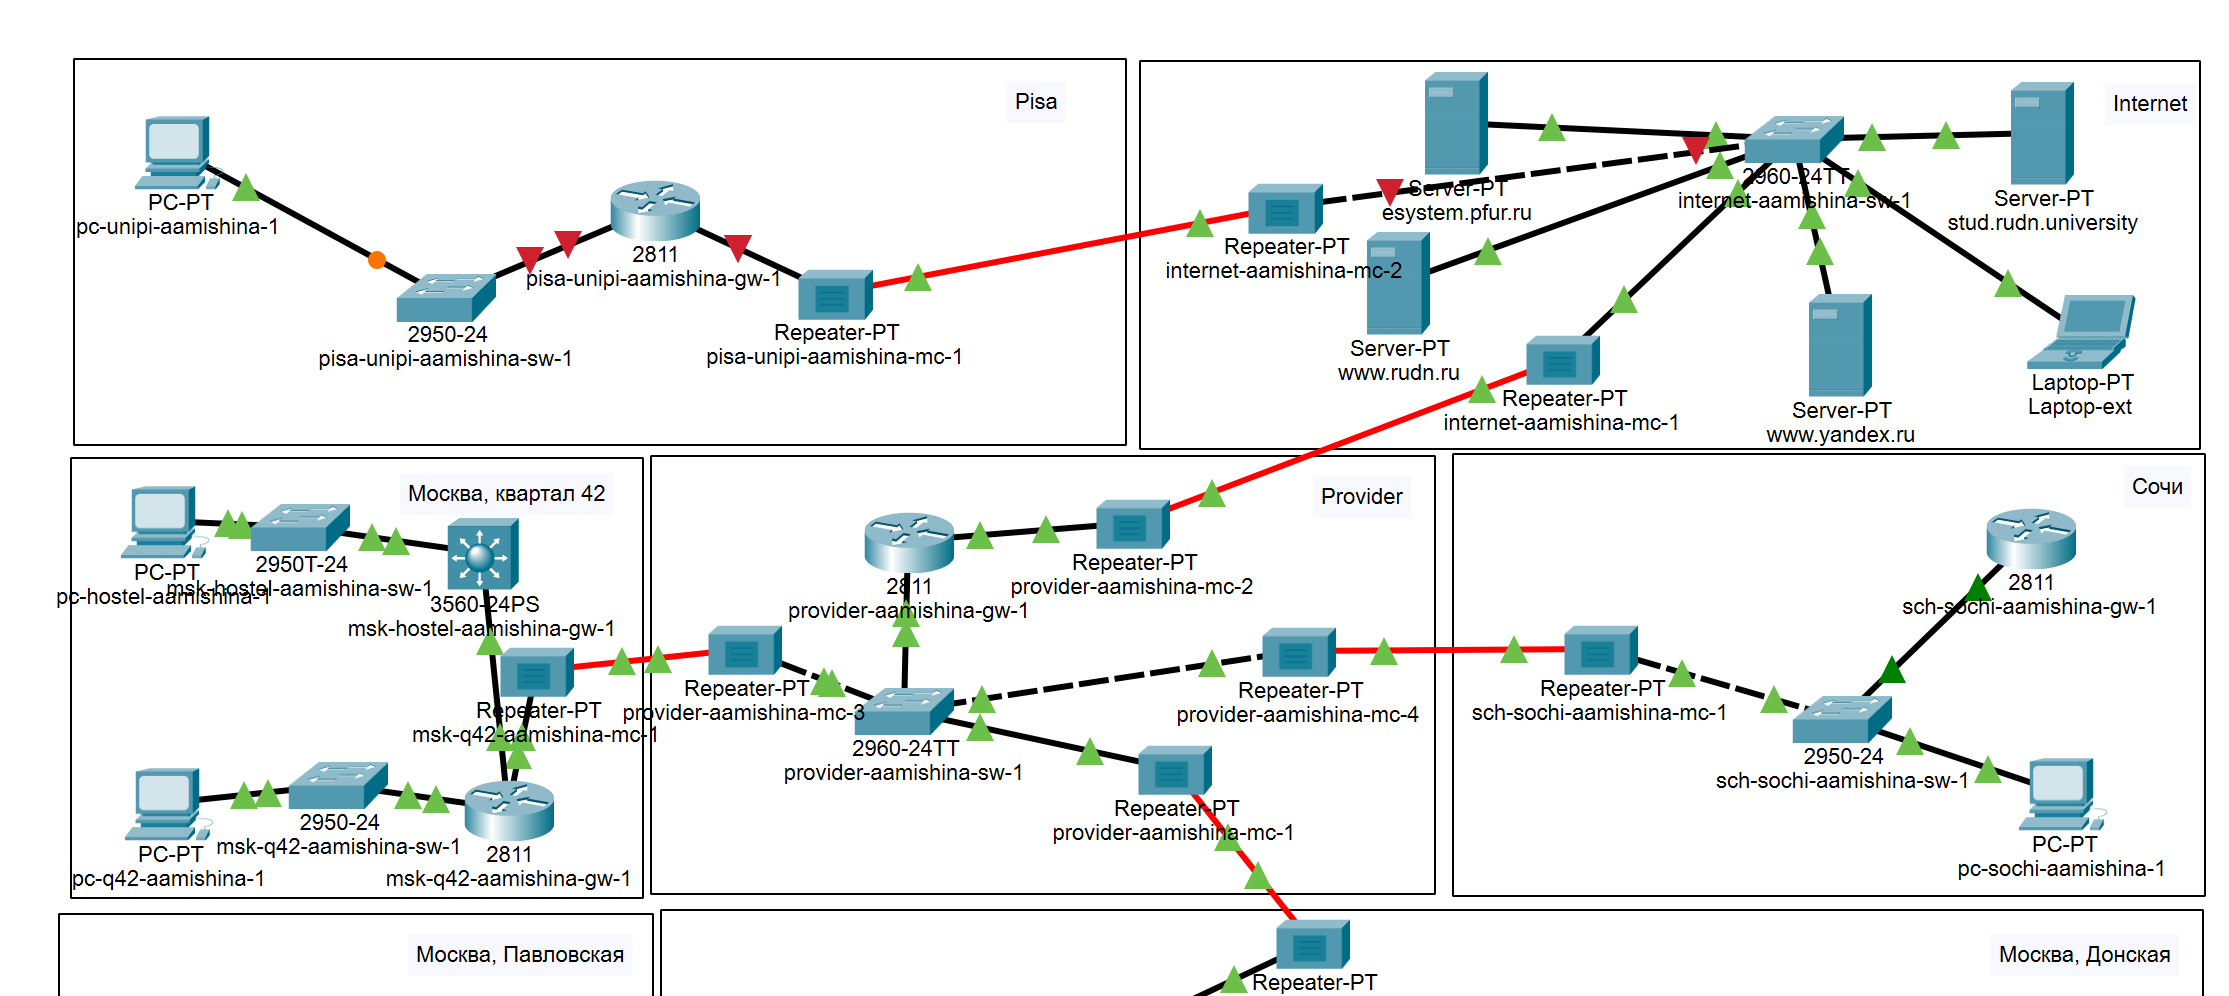 Pisa
PC-PT
pc-unipi-aamishina-1
2811
pisa-unipi-aamishina-gw-1
2950-24
pisa-unipi-aamishina-sw-1
Repeater-PT
pisa-unipi-aamishina-mc-1
Internet
Server-PT
esystem.pfur.ru
2960-24TT
internet-aamishina-sw-1
Server-PT
stud.rudn.university
Repeater-PT
internet-aamishina-mc-2
Server-PT
www.rudn.ru
Repeater-PT
internet-aamishina-mc-1
Server-PT
www.yandex.ru
Laptop-PT
Laptop-ext
Москва, квартал 42
PC-PT
pc-hostel-aamishina-1
2950T-24
msk-hostel-aamishina-sw-1
3560-24PS
msk-hostel-aamishina-gw-1
Repeater-PT
msk-q42-aamishina-mc-1
PC-PT
pc-q42-aamishina-1
2950-24
msk-q42-aamishina-sw-1
2811
msk-q42-aamishina-gw-1
Provider
2811
provider-aamishina-gw-1
Repeater-PT
provider-aamishina-mc-2
Repeater-PT
provider-aamishina-mc-3
Repeater-PT
provider-aamishina-mc-4
2960-24TT
provider-aamishina-sw-1
Repeater-PT
provider-aamishina-mc-1
Сочи
2811
sch-sochi-aamishina-gw-1
Repeater-PT
sch-sochi-aamishina-mc-1
2950-24
sch-sochi-aamishina-sw-1
PC-PT
pc-sochi-aamishina-1
Москва, Павловская
Москва, Донская
Repeater-PT